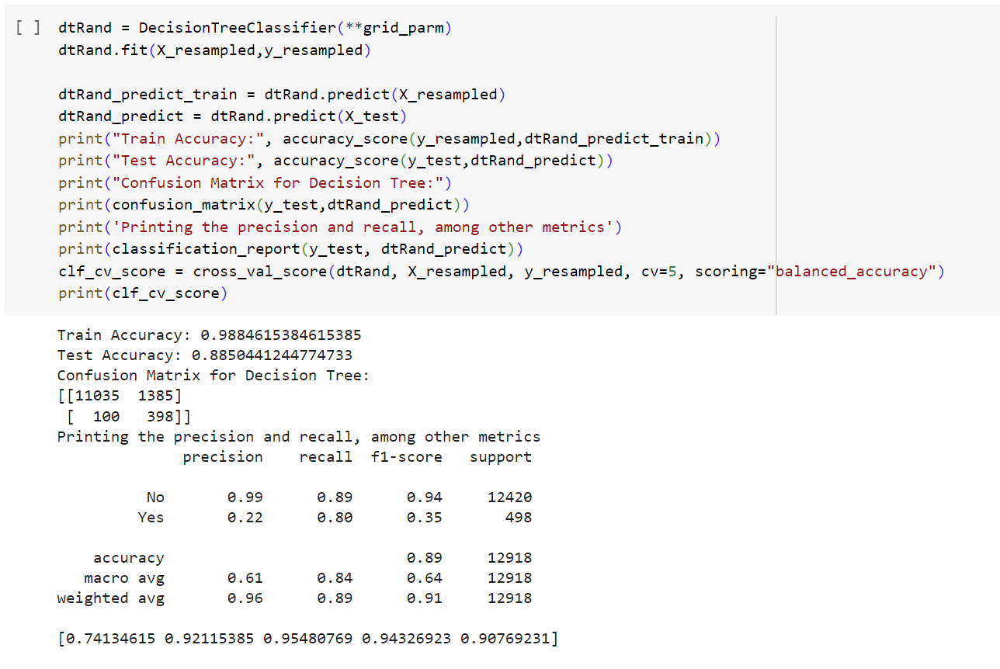 [ ] dtRand = DecisionTreeClassifier(**grid_parm)
dtRand.fit(X_resampled,y_resampled)
dtRand_predict_train = dtRand.predict(X_resampled)
dtRand_predict = dtRand.predict(X_test)
print("Train Accuracy:", accuracy_score(y_resampled,dtRand_predict_train))
print("Test Accuracy:", accuracy_score(y_test,dtRand_predict))
print("Confusion Matrix for Decision Tree:")
print(confusion_matrix(y_test,dtRand_predict))
print('Printing the precision and recall, among other metrics')
print(classification_report(y_test, dtRand_predict))
clf_cv_score = cross_val_score(dtRand, X_resampled, y_resampled, cv=5, scoring="balanced_accuracy")
print(clf_cv_score)
Train Accuracy: 0.9884615384615385
Test Accuracy: 0.8850441244774733
Confusion Matrix for Decision Tree:
[[11035  1385]
 [  100   398]]
Printing the precision and recall, among other metrics
              precision    recall  f1-score   support
          No       0.99      0.89      0.94     12420
         Yes       0.22      0.80      0.35       498
    accuracy                           0.89     12918
   macro avg       0.61      0.84      0.64     12918
weighted avg       0.96      0.89      0.91     12918
[0.74134615 0.92115385 0.95480769 0.94326923 0.90769231]